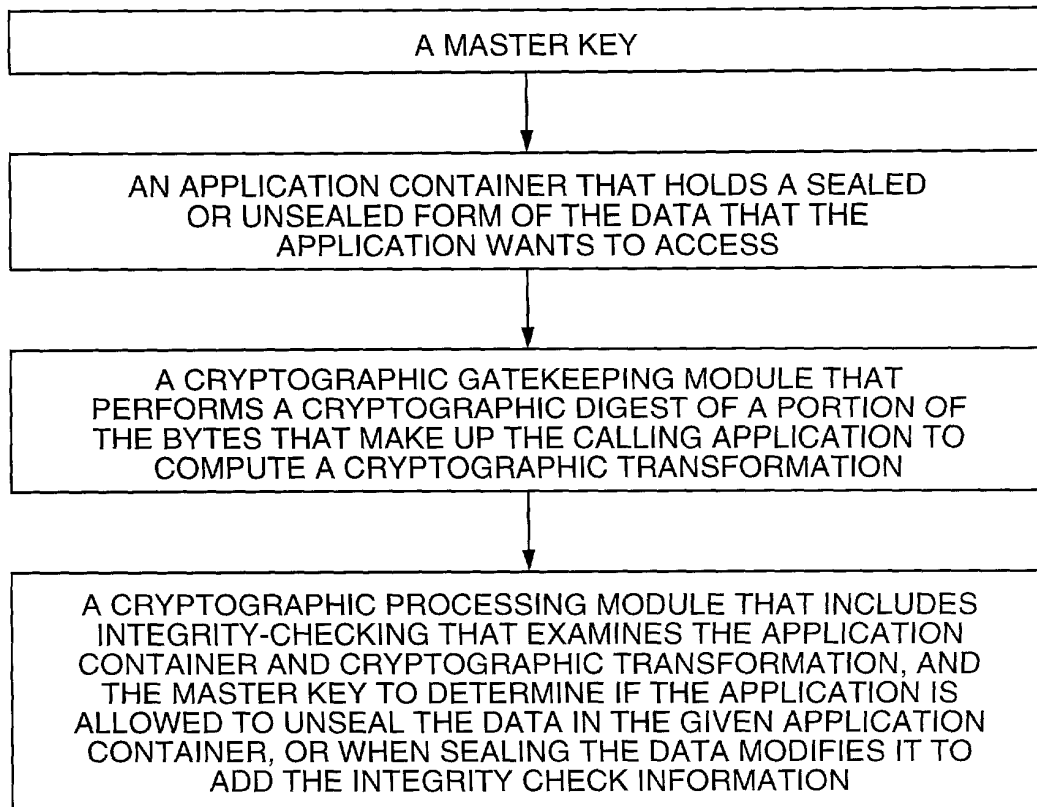 A MASTER KEY
AN APPLICATION CONTAINER THAT HOLDS A SEALED
OR UNSEALED FORM OF THE DATA THAT THE
APPLICATION WANTS TO ACCESS
A CRYPTOGRAPHIC GATEKEEPING MODULE THAT
PERFORMS A CRYPTOGRAPHIC DIGEST OF A PORTION OF
THE BYTES THAT MAKE UP THE CALLING APPLICATION TO
COMPUTE A CRYPTOGRAPHIC TRANSFORMATION
A CRYPTOGRAPHIC PROCESSING MODULE THAT INCLUDES
INTEGRITY-CHECKING THAT EXAMINES THE APPLICATION
CONTAINER AND CRYPTOGRAPHIC TRANSFORMATION, AND
THE MASTER KEY TO DETERMINE IF THE APPLICATION IS
ALLOWED TO UNSEAL THE DATA IN THE GIVEN APPLICATION
CONTAINER, OR WHEN SEALING THE DATA MODIFIES IT TO
ADD THE INTEGRITY CHECK INFORMATION